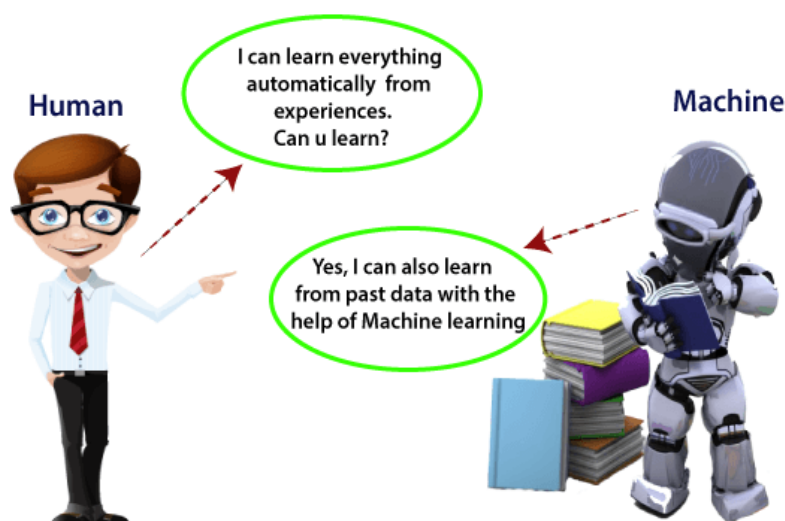 Human
I can learn everything
automatically from
experiences.
Can u learn?
Machine
Yes, I can also learn
from past data with the
help of Machine learning